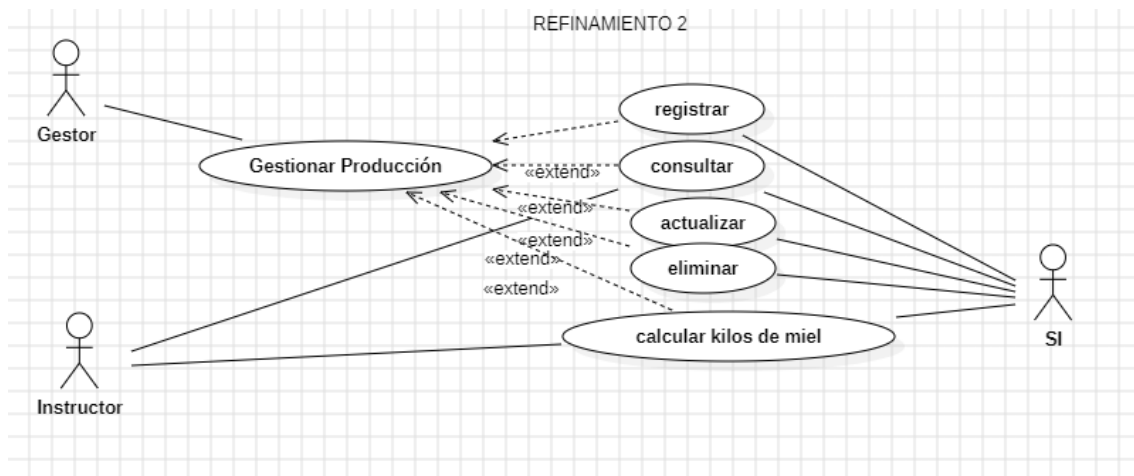 REFINAMIENTO 2
Gestor
Gestionar Producción
registrar
consultar
«extend»
actualizar
«extend»
«extend»
eliminar
«extend»
«extend»
calcular kilos de miel
SI
Instructor